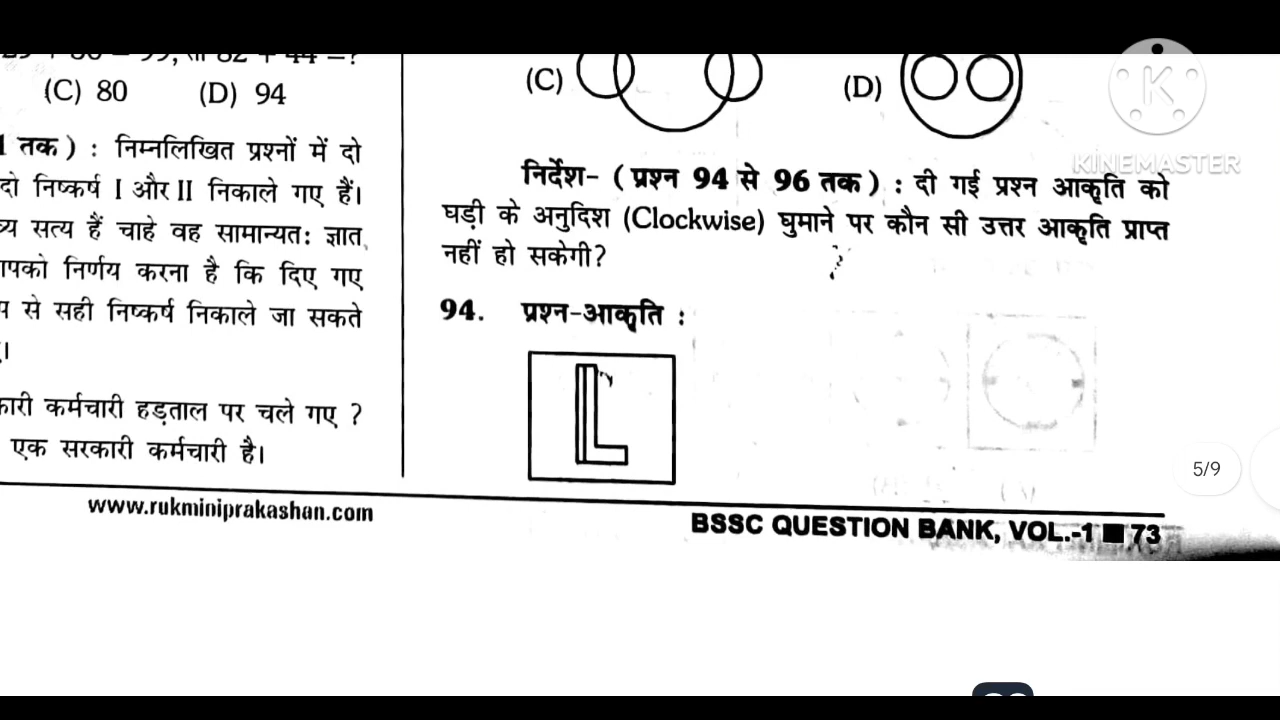 (C) 80 (D) 94
तक ) : निम्नलिखित प्रश्नों में दो
दो निष्कर्ष I और II निकाले गए हैं।
सत्य हैं चाहे वह सामान्यतः ज्ञात
को निर्णय करना है कि दिए गए
से सही निष्कर्ष निकाले जा सकते
कर्मचारी हड़ताल पर चले गए ?
एक सरकारी कर्मचारी है।
www.rukminiprakashan.com
(C) (D)
निर्देश- ( प्रश्न 94 से 96 तक ) : दी गई प्रश्न आकृति को
घड़ी के अनुदिश (Clockwise) घुमाने पर कौन सी उत्तर आकृति प्राप्त
नहीं हो सकेगी?
94. प्रश्न-आकृति :
BSSC QUESTION BANK, VOL.-1 ■ 73
K
KINEMASTER
5/9